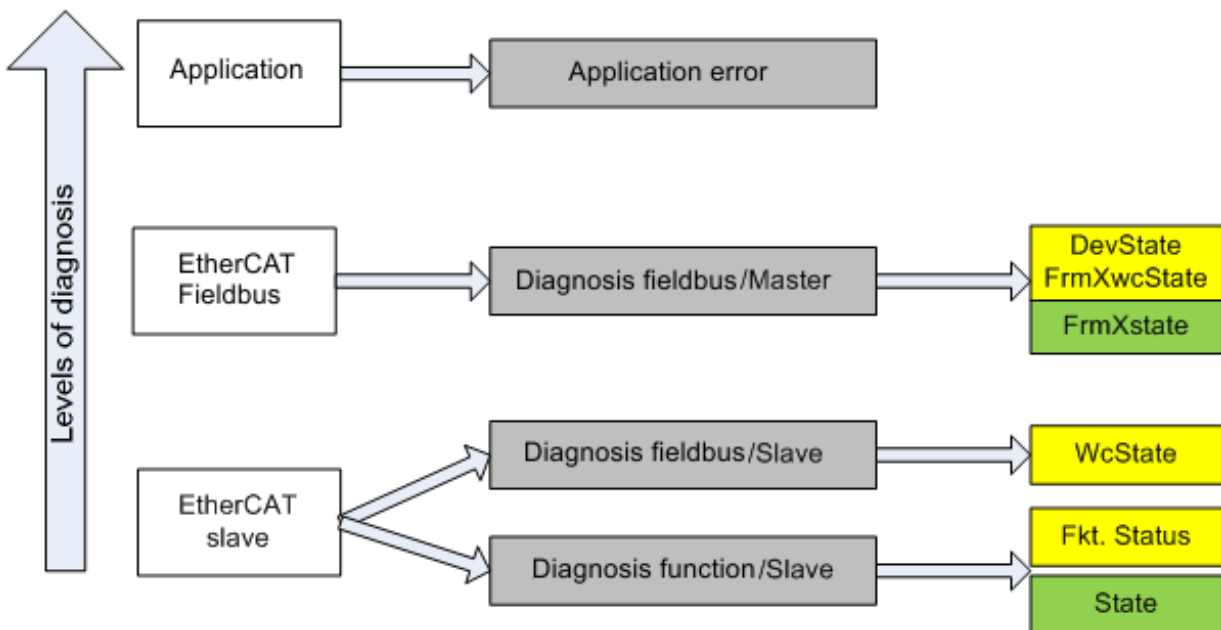 Levels of diagnosis
Application
Application error
EtherCAT
Fieldbus
Diagnosis fieldbus/Master
DevState
FrmXwcState
FrmXstate
EtherCAT
slave
Diagnosis fieldbus/Slave
WcState
Diagnosis function/Slave
Fkt. Status
State